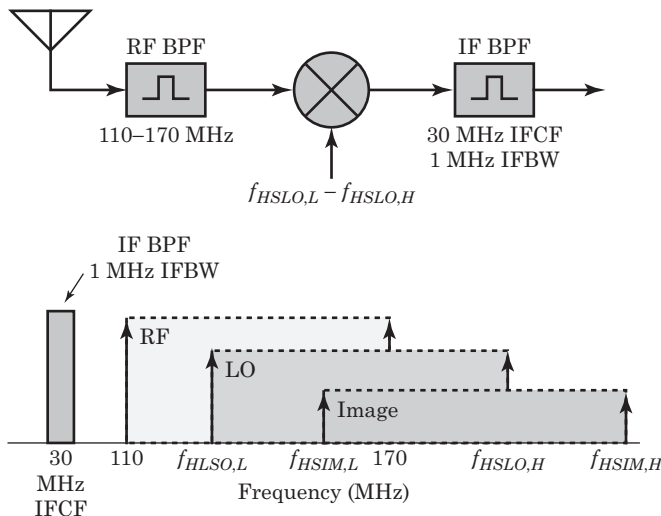 RF BPF
IF BPF
110–170 MHz
30 MHz IFCF
1 MHz IFBW
f_{HSLO,L} – f_{HSLO,H}
IF BPF
1 MHz IFBW
RF
LO
Image
30
MHz
IFCF
110
f_{HLSO,L}
f_{HSIM,L}
170
f_{HSLO,H}
f_{HSIM,H}
Frequency (MHz)